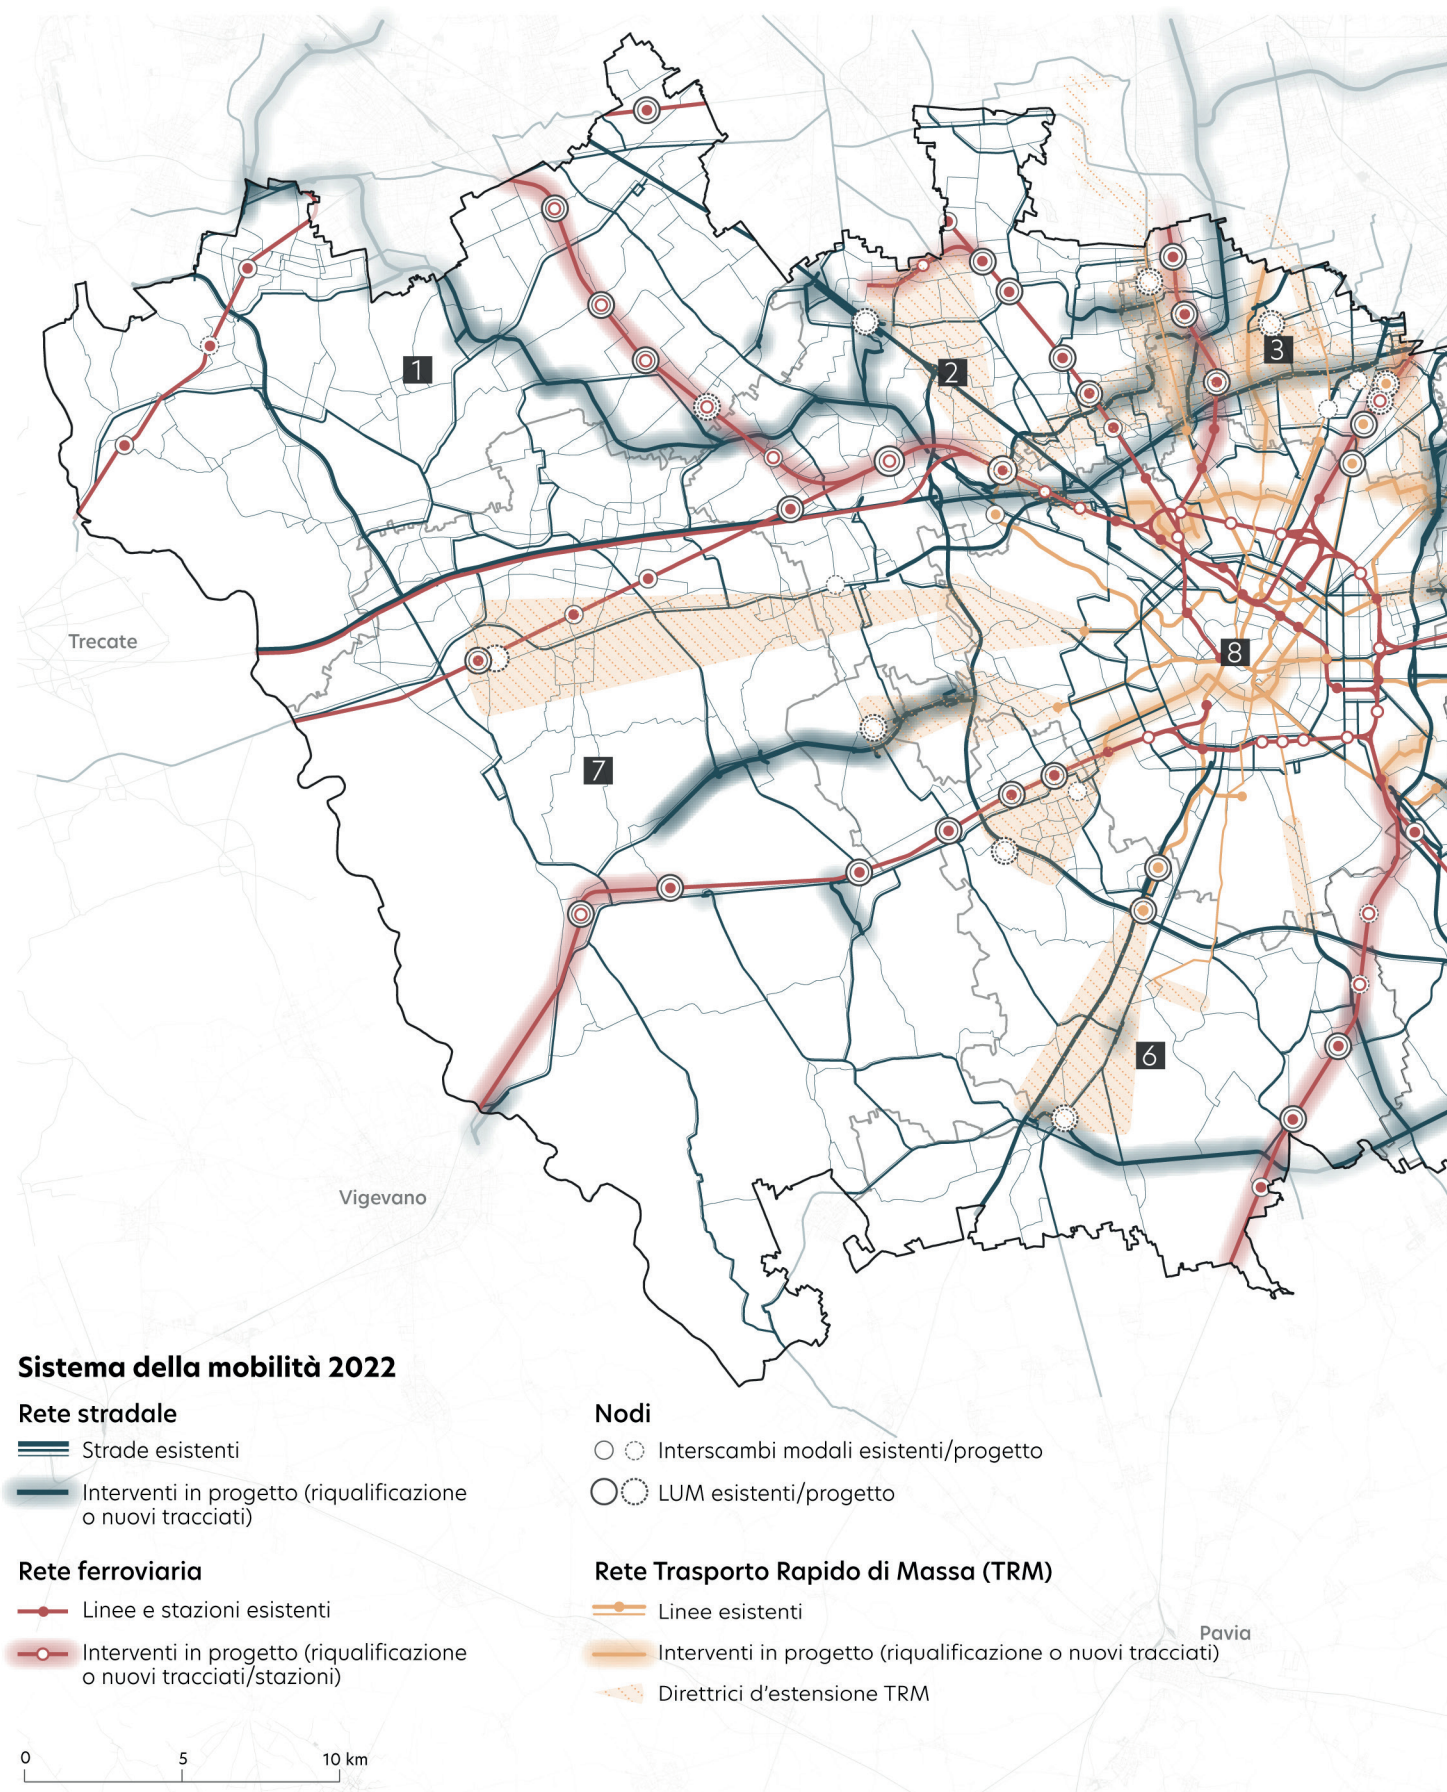 1
2
3
Trecate
8
7
6
Vigevano
Sistema della mobilità 2022
Rete stradale
Strade esistenti
Interventi in progetto (riqualificazione
o nuovi tracciati)
Nodi
Interscambi modali esistenti/progetto
LUM esistenti/progetto
Rete ferroviaria
Linee e stazioni esistenti
Interventi in progetto (riqualificazione
o nuovi tracciati/stazioni)
Rete Trasporto Rapido di Massa (TRM)
Linee esistenti
Interventi in progetto (riqualificazione o nuovi tracciati)
Direttrici d'estensione TRM
Pavia
0 5 10 km